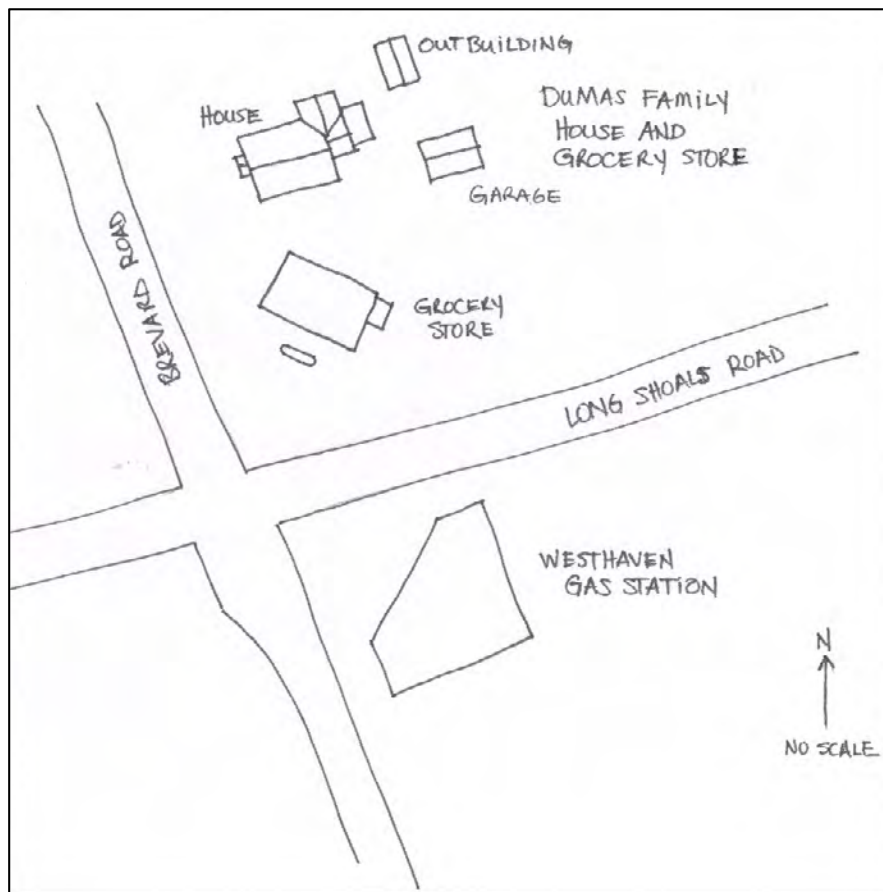 OUTBUILDING
HOUSE
DUMAS FAMILY
HOUSE AND
GROCERY STORE
GARAGE
BREVARD ROAD
GROCERY
STORE
LONG SHOALS ROAD
WESTHAVEN
GAS STATION
N
NO SCALE